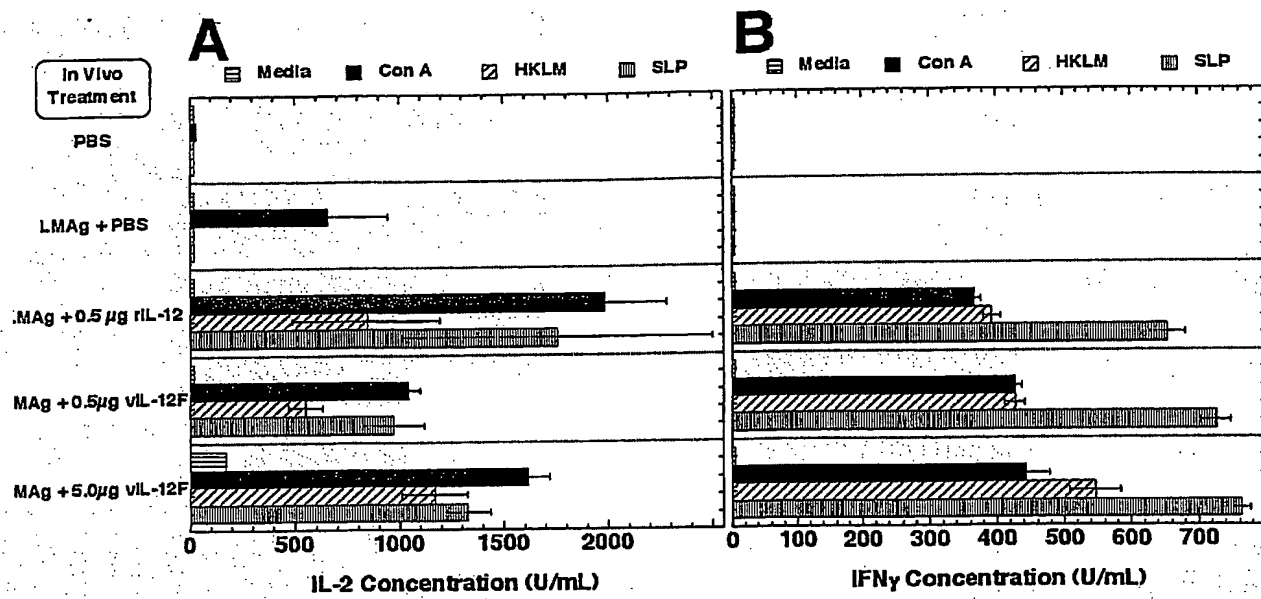 A
B
Media Con A HKLM SLP
Media Con A HKLM SLP
In Vivo
Treatment
PBS
LMAg + PBS
.MAg + 0.5 µg rIL-12
MAg + 0.5µg vIL-12F
MAg + 5.0µg vIL-12F
0 500 1000 1500 2000
0 100 200 300 400 500 600 700
IL-2 Concentration (U/mL)
IFNγ Concentration (U/mL)